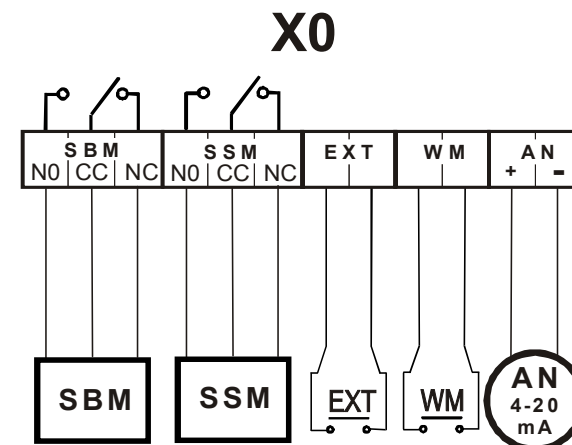 X0
SBM SSM EXT WM AN
N0 CC NC N0 CC NC + -
SBM SSM EXT WM AN
4-20
mA